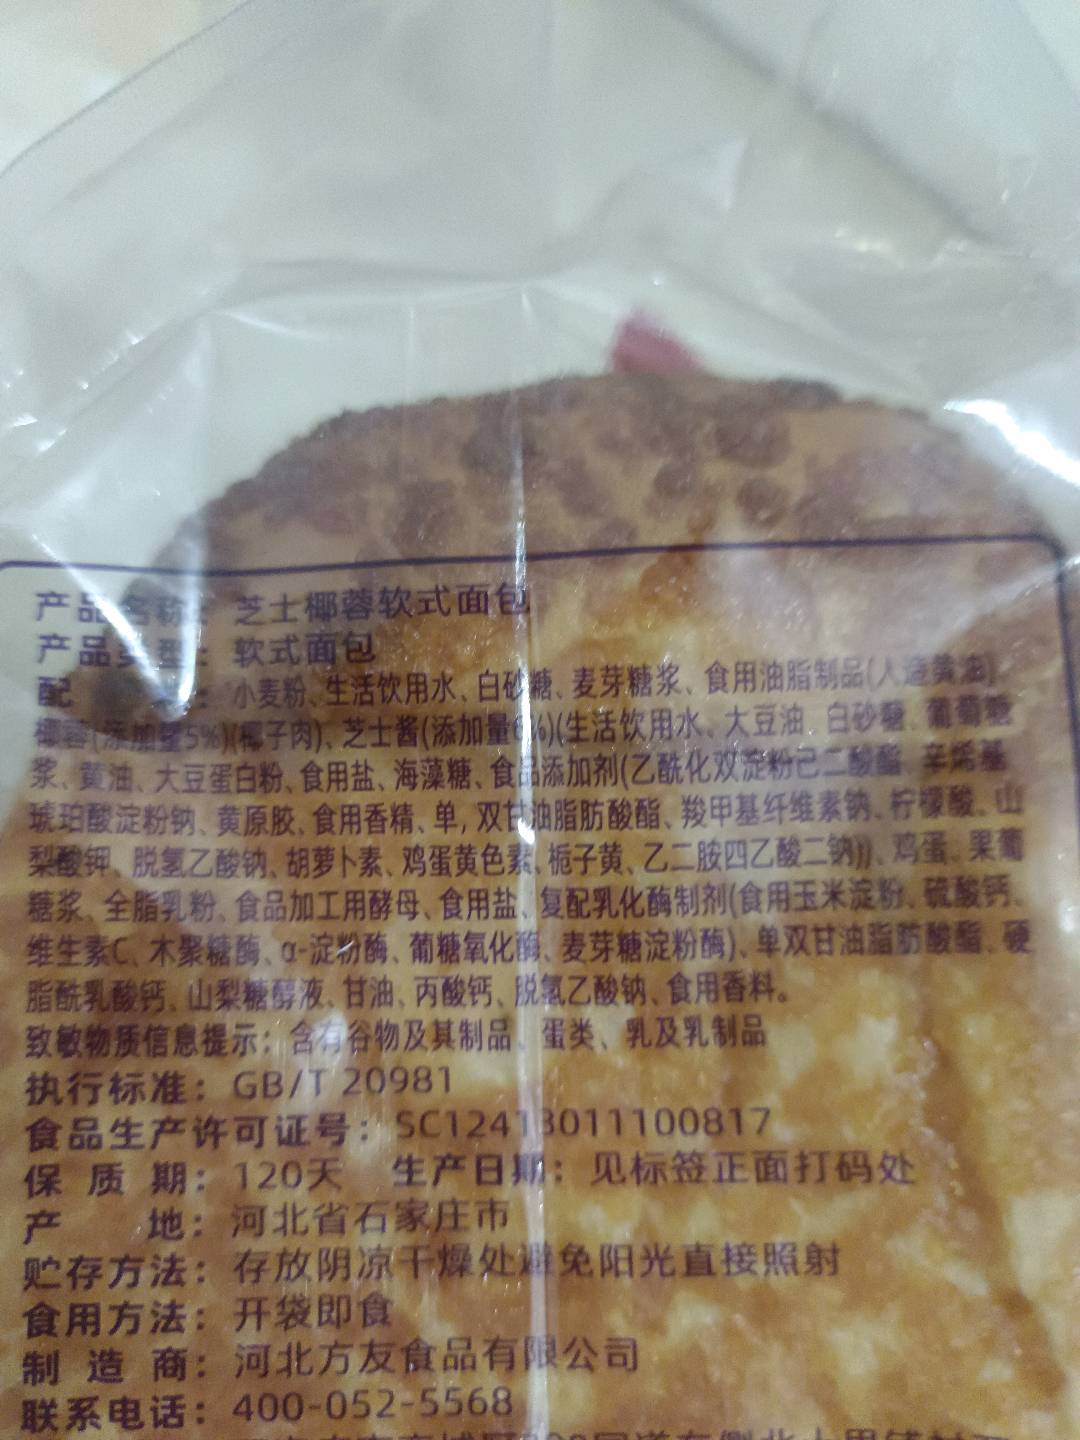 产品名称：芝士椰蓉软式面包
产品类型：软式面包
配 ：小麦粉、生活饮用水、白砂糖、麦芽糖浆、食用油脂制品(人造黄油)、
椰蓉(添加量5%)(椰子肉)、芝士酱(添加量6%)(生活饮用水、大豆油、白砂糖、葡萄糖
浆、黄油、大豆蛋白粉、食用盐、海藻糖、食品添加剂(乙酰化双淀粉己二酸酯、辛烯基
琥珀酸淀粉钠、黄原胶、食用香精、单,双甘油脂肪酸酯、羧甲基纤维素钠、柠檬酸、山
梨酸钾、脱氢乙酸钠、胡萝卜素、鸡蛋黄色素、栀子黄、乙二胺四乙酸二钠))、鸡蛋、果葡
糖浆、全脂乳粉、食品加工用酵母、食用盐、复配乳化酶制剂(食用玉米淀粉、硫酸钙、
维生素C、木聚糖酶、α-淀粉酶、葡糖氧化酶、麦芽糖淀粉酶)、单双甘油脂肪酸酯、硬
脂酰乳酸钙、山梨糖醇液、甘油、丙酸钙、脱氢乙酸钠、食用香料。
致敏物质信息提示：含有谷物及其制品、蛋类、乳及乳制品
执行标准：GB/T 20981
食品生产许可证号：SC12413011100817
保质期：120天 生产日期：见标签正面打码处
产地：河北省石家庄市
贮存方法：存放阴凉干燥处避免阳光直接照射
食用方法：开袋即食
制造商：河北方友食品有限公司
联系电话：400-052-5568